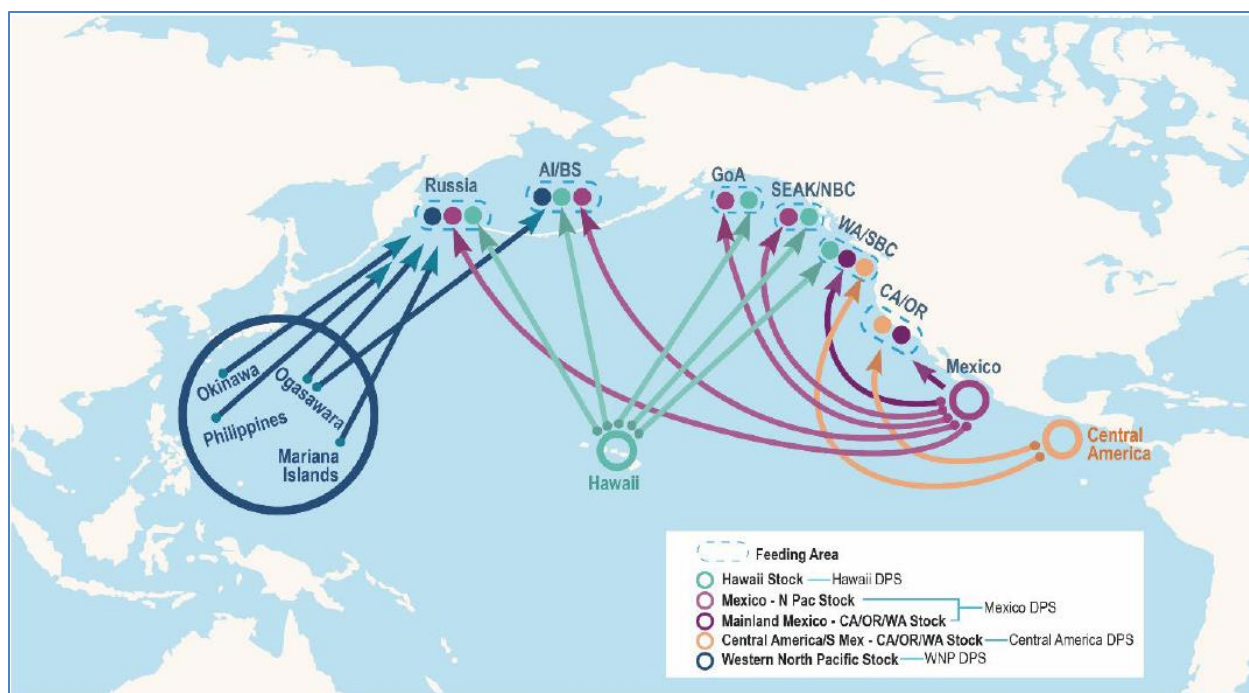 Russia
AI/BS
GoA
SEAK/NBC
WA/SBC
CA/OR
Mexico
Central
America
Okinawa
Ogasawara
Philippines
Mariana
Islands
Hawaii
Feeding Area
Hawaii Stock Hawaii DPS
Mexico - N Pac Stock
Mexico DPS
Mainland Mexico - CA/OR/WA Stock
Central America/S Mex - CA/OR/WA Stock Central America DPS
Western North Pacific Stock WNP DPS